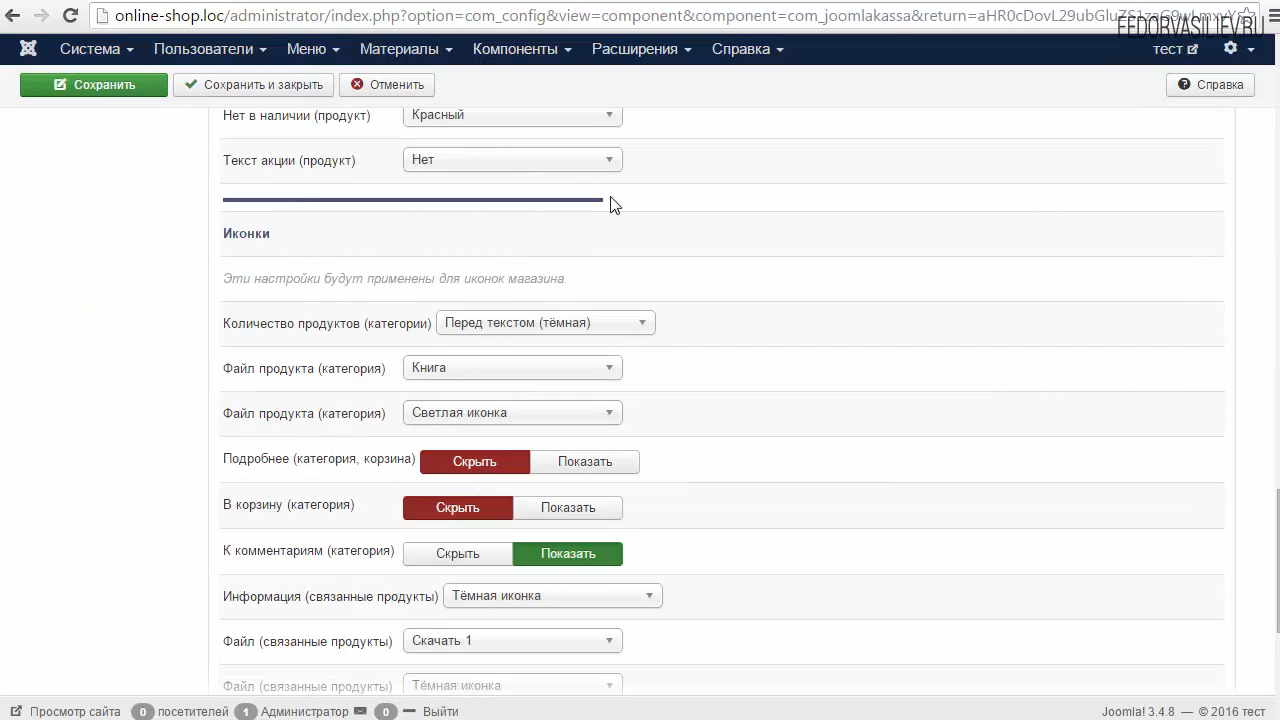 online-shop.loc/administrator/index.php?option=com_config&view=component&component=com_joomlakassa&return=
FEDORVASILIEV.RU
Система Пользователи Меню Материалы Компоненты Расширения Справка тест
Сохранить Сохранить и закрыть Отменить Справка
Нет в наличии (продукт) Красный
Текст акции (продукт) Нет
Иконки
Эти настройки будут применены для иконок магазина.
Количество продуктов (категории) Перед текстом (тёмная)
Файл продукта (категория) Книга
Файл продукта (категория) Светлая иконка
Подробнее (категория, корзина) Скрыть Показать
В корзину (категория) Скрыть Показать
К комментариям (категория) Скрыть Показать
Информация (связанные продукты) Тёмная иконка
Файл (связанные продукты) Скачать 1
Файл (связанные продукты) Тёмная иконка
Просмотр сайта 0 посетителей 1 Администратор 0 Выйти Joomla! 3.4.8 — © 2016 тест